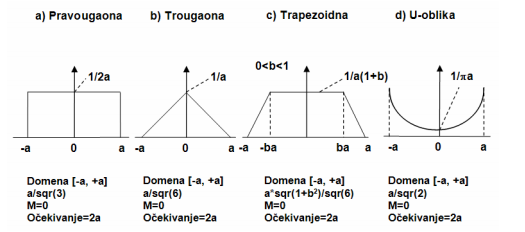 a) Pravougaona
b) Trougaona
c) Trapezoidna
d) U-oblika
0<b<1
1/2a
1/a
1/a(1+b)
1/πa
-a 0 a
-a 0 a
-a -ba ba a
-a 0 a
Domena [-a, +a]
a/sqr(3)
M=0
Očekivanje=2a
Domena [-a, +a]
a/sqr(6)
M=0
Očekivanje=2a
Domena [-a, +a]
a*sqr(1+b²)/sqr(6)
M=0
Očekivanje=2a
Domena [-a, +a]
a/sqr(2)
M=0
Očekivanje=2a